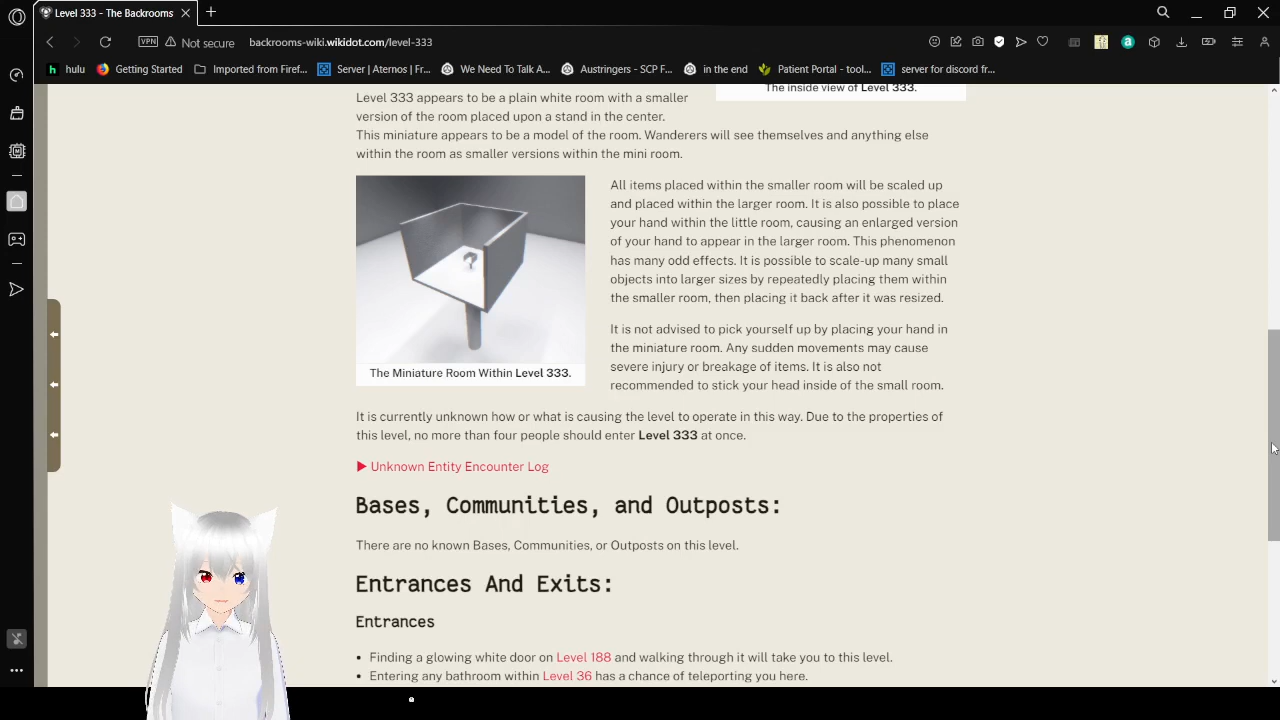 Level 333 - The Backrooms
VPN
Not secure
backrooms-wiki.wikidot.com/level-333
hulu
Getting Started
Imported from Firef...
Server | Aternos | Fr...
We Need To Talk A...
Austringers - SCP F...
in the end
Patient Portal - tool...
server for discord fr...
The inside view of Level 333.
Level 333 appears to be a plain white room with a smaller
version of the room placed upon a stand in the center.
This miniature appears to be a model of the room. Wanderers will see themselves and anything else
within the room as smaller versions within the mini room.
All items placed within the smaller room will be scaled up
and placed within the larger room. It is also possible to place
your hand within the little room, causing an enlarged version
of your hand to appear in the larger room. This phenomenon
has many odd effects. It is possible to scale-up many small
objects into larger sizes by repeatedly placing them within
the smaller room, then placing it back after it was resized.
It is not advised to pick yourself up by placing your hand in
the miniature room. Any sudden movements may cause
severe injury or breakage of items. It is also not
recommended to stick your head inside of the small room.
The Miniature Room Within Level 333.
It is currently unknown how or what is causing the level to operate in this way. Due to the properties of
this level, no more than four people should enter Level 333 at once.
▶ Unknown Entity Encounter Log
Bases, Communities, and Outposts:
There are no known Bases, Communities, or Outposts on this level.
Entrances And Exits:
Entrances
• Finding a glowing white door on Level 188 and walking through it will take you to this level.
• Entering any bathroom within Level 36 has a chance of teleporting you here.